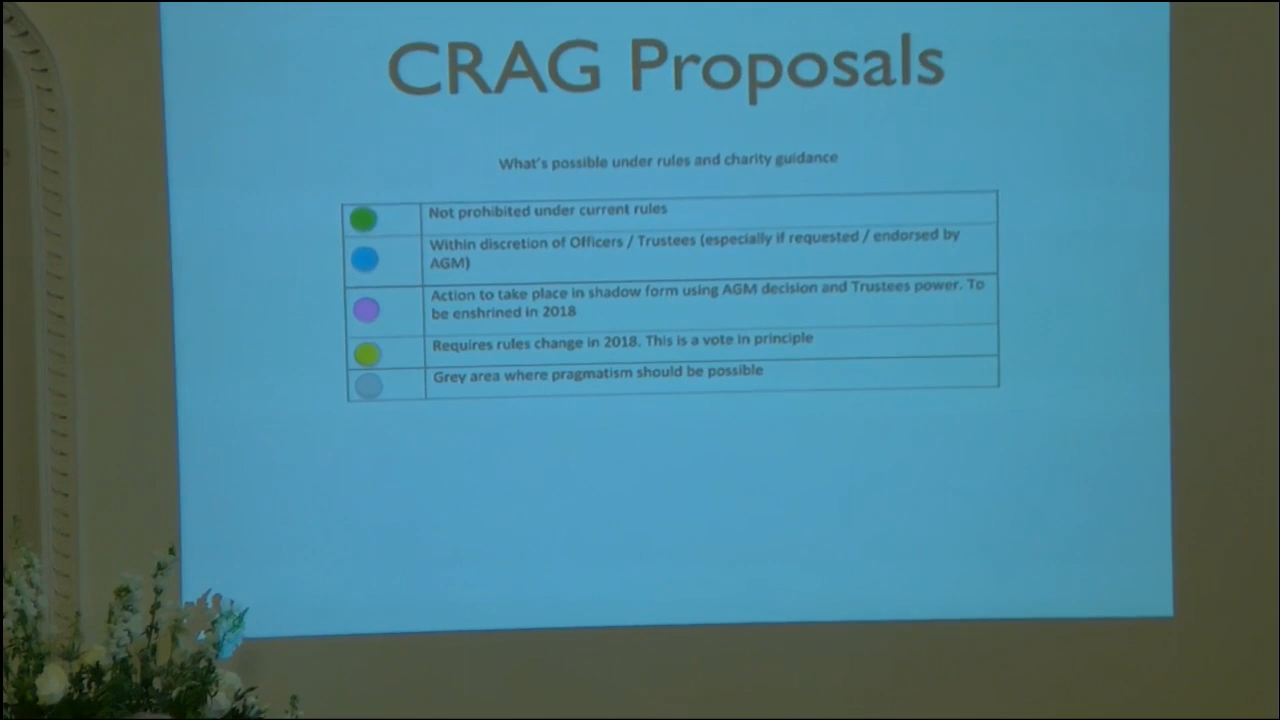 CRAG Proposals
What's possible under rules and charity guidance
Not prohibited under current rules
Within discretion of Officers / Trustees (especially if requested / endorsed by
AGM)
Action to take place in shadow form using AGM decision and Trustees power. To
be enshrined in 2018
Requires rules change in 2018. This is a vote in principle
Grey area where pragmatism should be possible